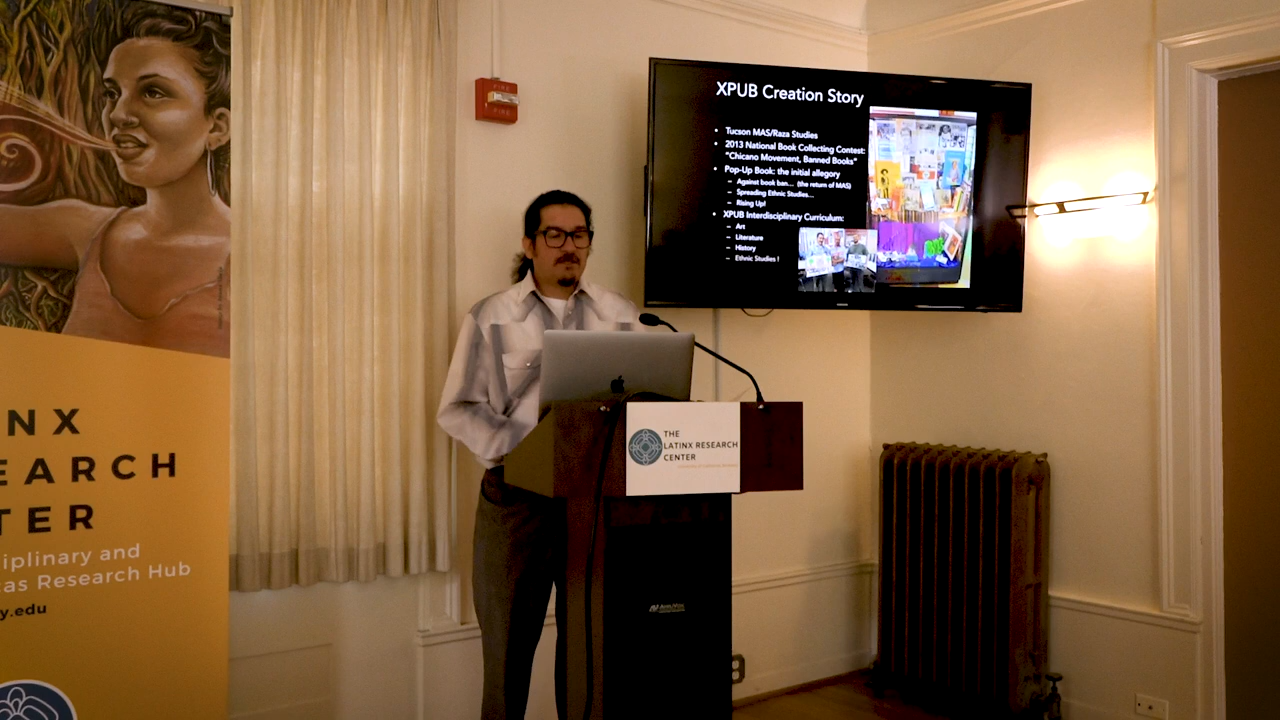 XPUB Creation Story
• Tucson MAS/Raza Studies
• 2013 National Book Collecting Contest:
"Chicano Movement, Banned Books"
• Pop-Up Book: the initial allegory
– Against book ban... (the return of MAS)
– Spreading Ethnic Studies...
– Rising Up!
• XPUB Interdisciplinary Curriculum:
– Art
– Literature
– History
– Ethnic Studies !
SAMSUNG
FIRE
THE
LATINX RESEARCH
CENTER
NX
EARCH
TER
iplinary and
as Research Hub
y.edu